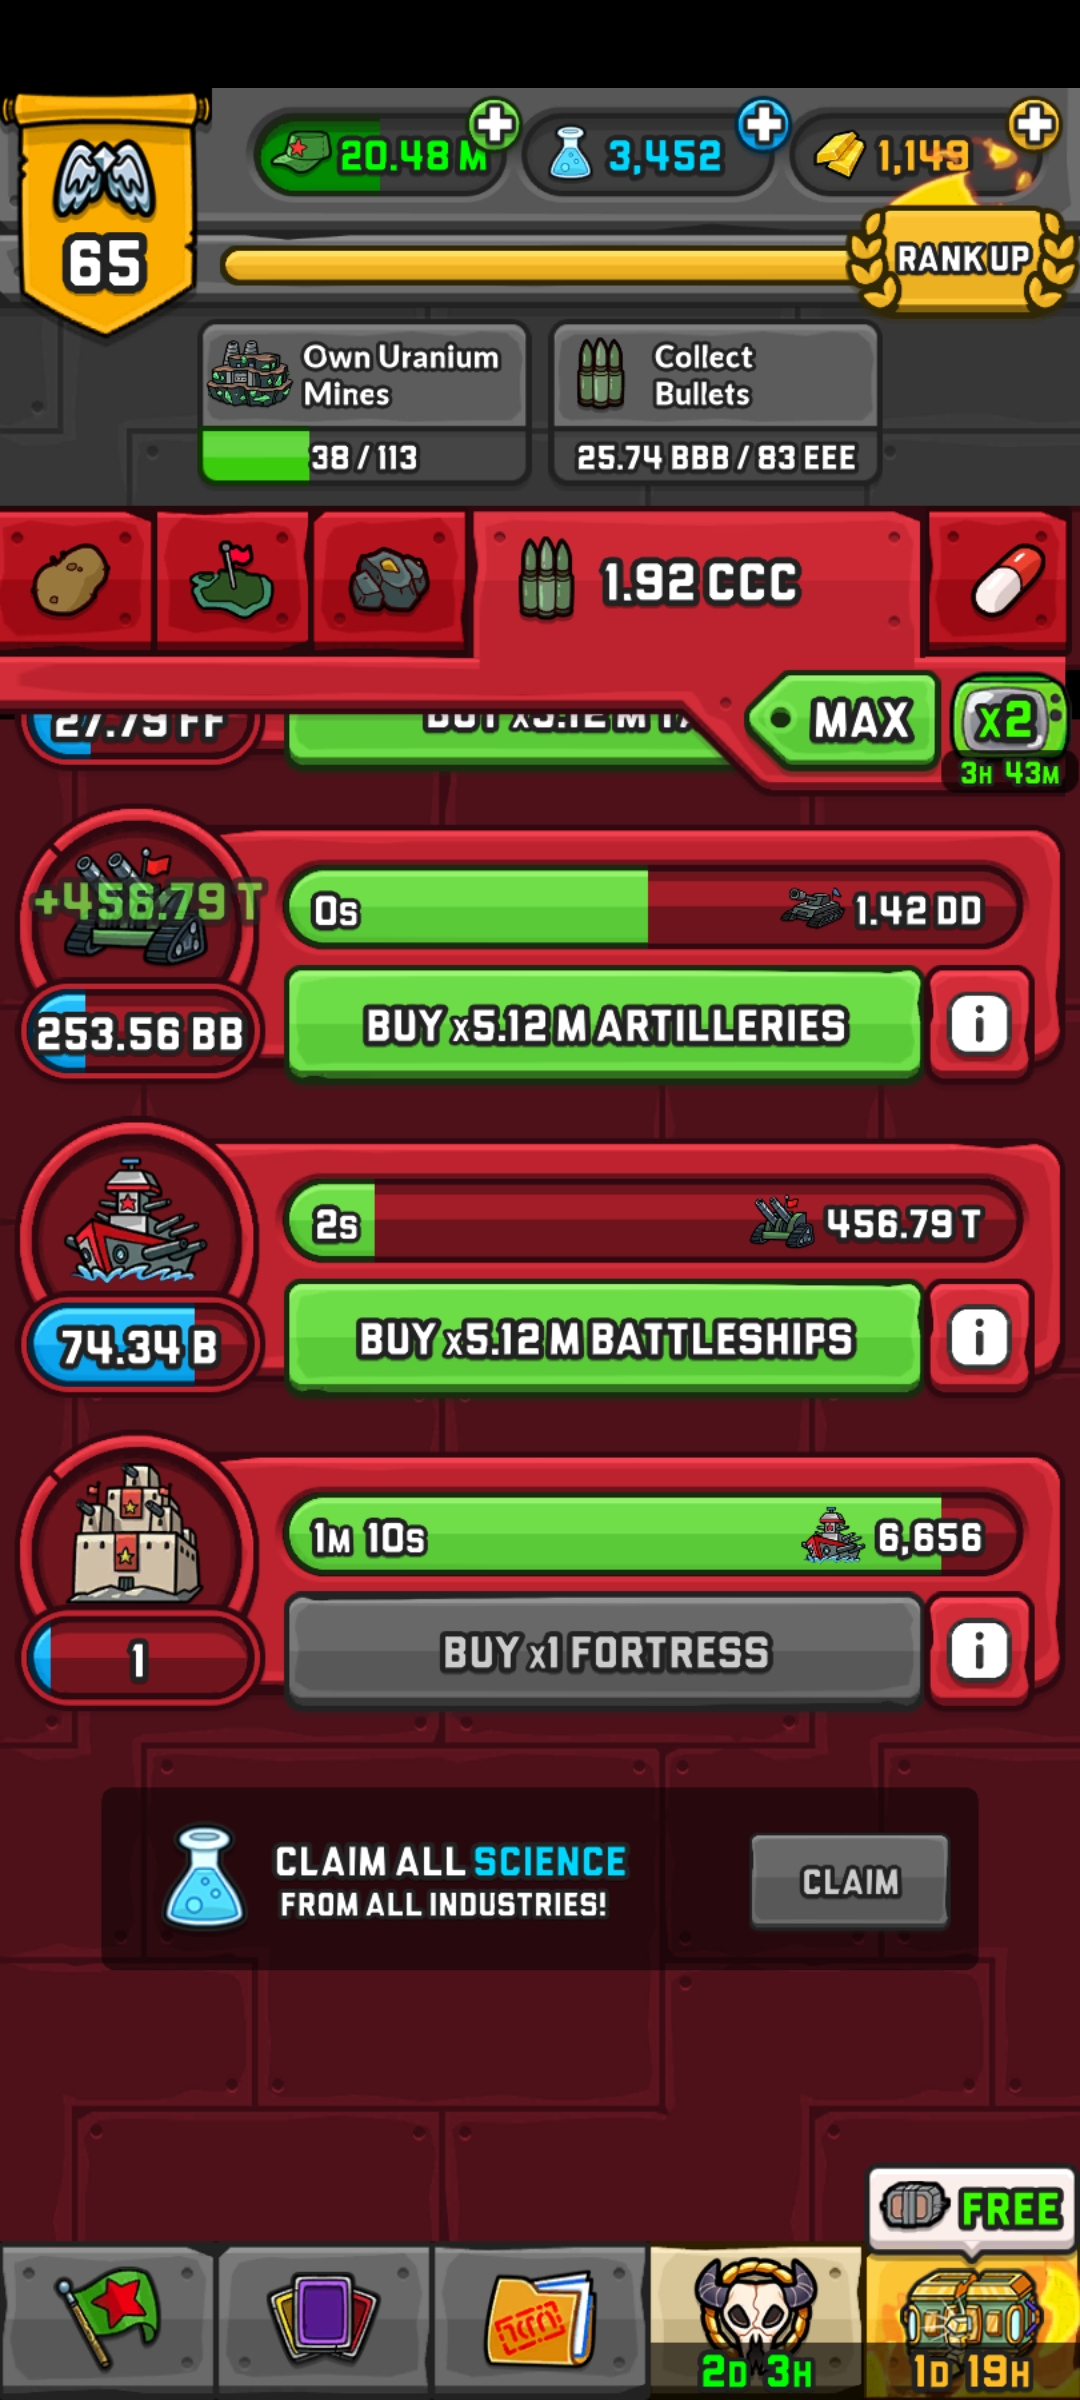 65
20.48 M
3,452
1,149
RANK UP
Own Uranium
Mines
38 / 113
Collect
Bullets
25.74 BBB / 83 EEE
1.92 CCC
MAX
x2
3H 43M
27.79 FF
+456.79 T
0s
1.42 DD
253.56 BB
BUY x5.12 M ARTILLERIES
i
2s
456.79 T
74.34 B
BUY x5.12 M BATTLESHIPS
i
1M 10s
6,656
1
BUY x1 FORTRESS
i
CLAIM ALL SCIENCE
FROM ALL INDUSTRIES!
CLAIM
FREE
2D 3H
1D 19H